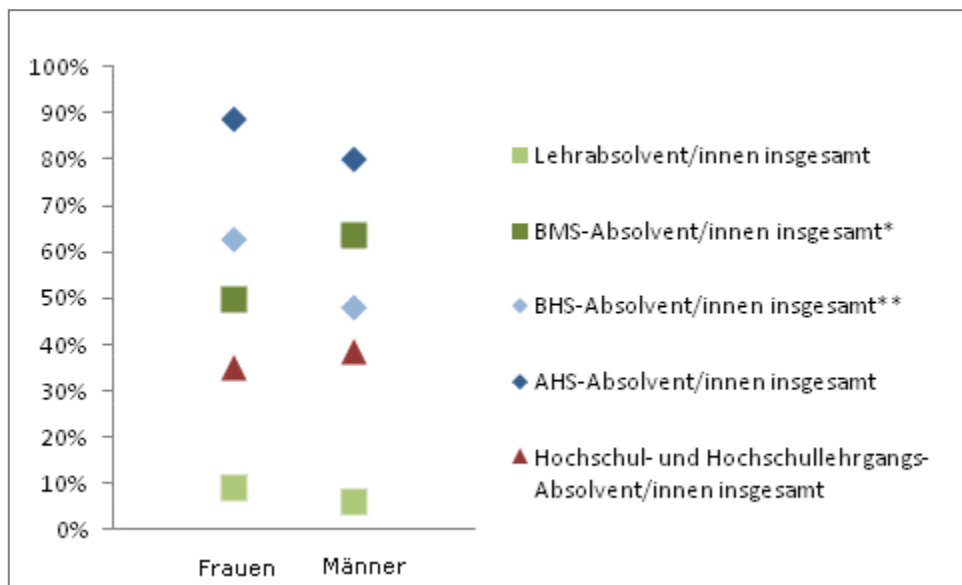 100%
90%
80%
70%
60%
50%
40%
30%
20%
10%
0%
Frauen
Männer
Lehrabsolvent/innen insgesamt
BMS-Absolvent/innen insgesamt*
BHS-Absolvent/innen insgesamt**
AHS-Absolvent/innen insgesamt
Hochschul- und Hochschullehrgangs-
Absolvent/innen insgesamt